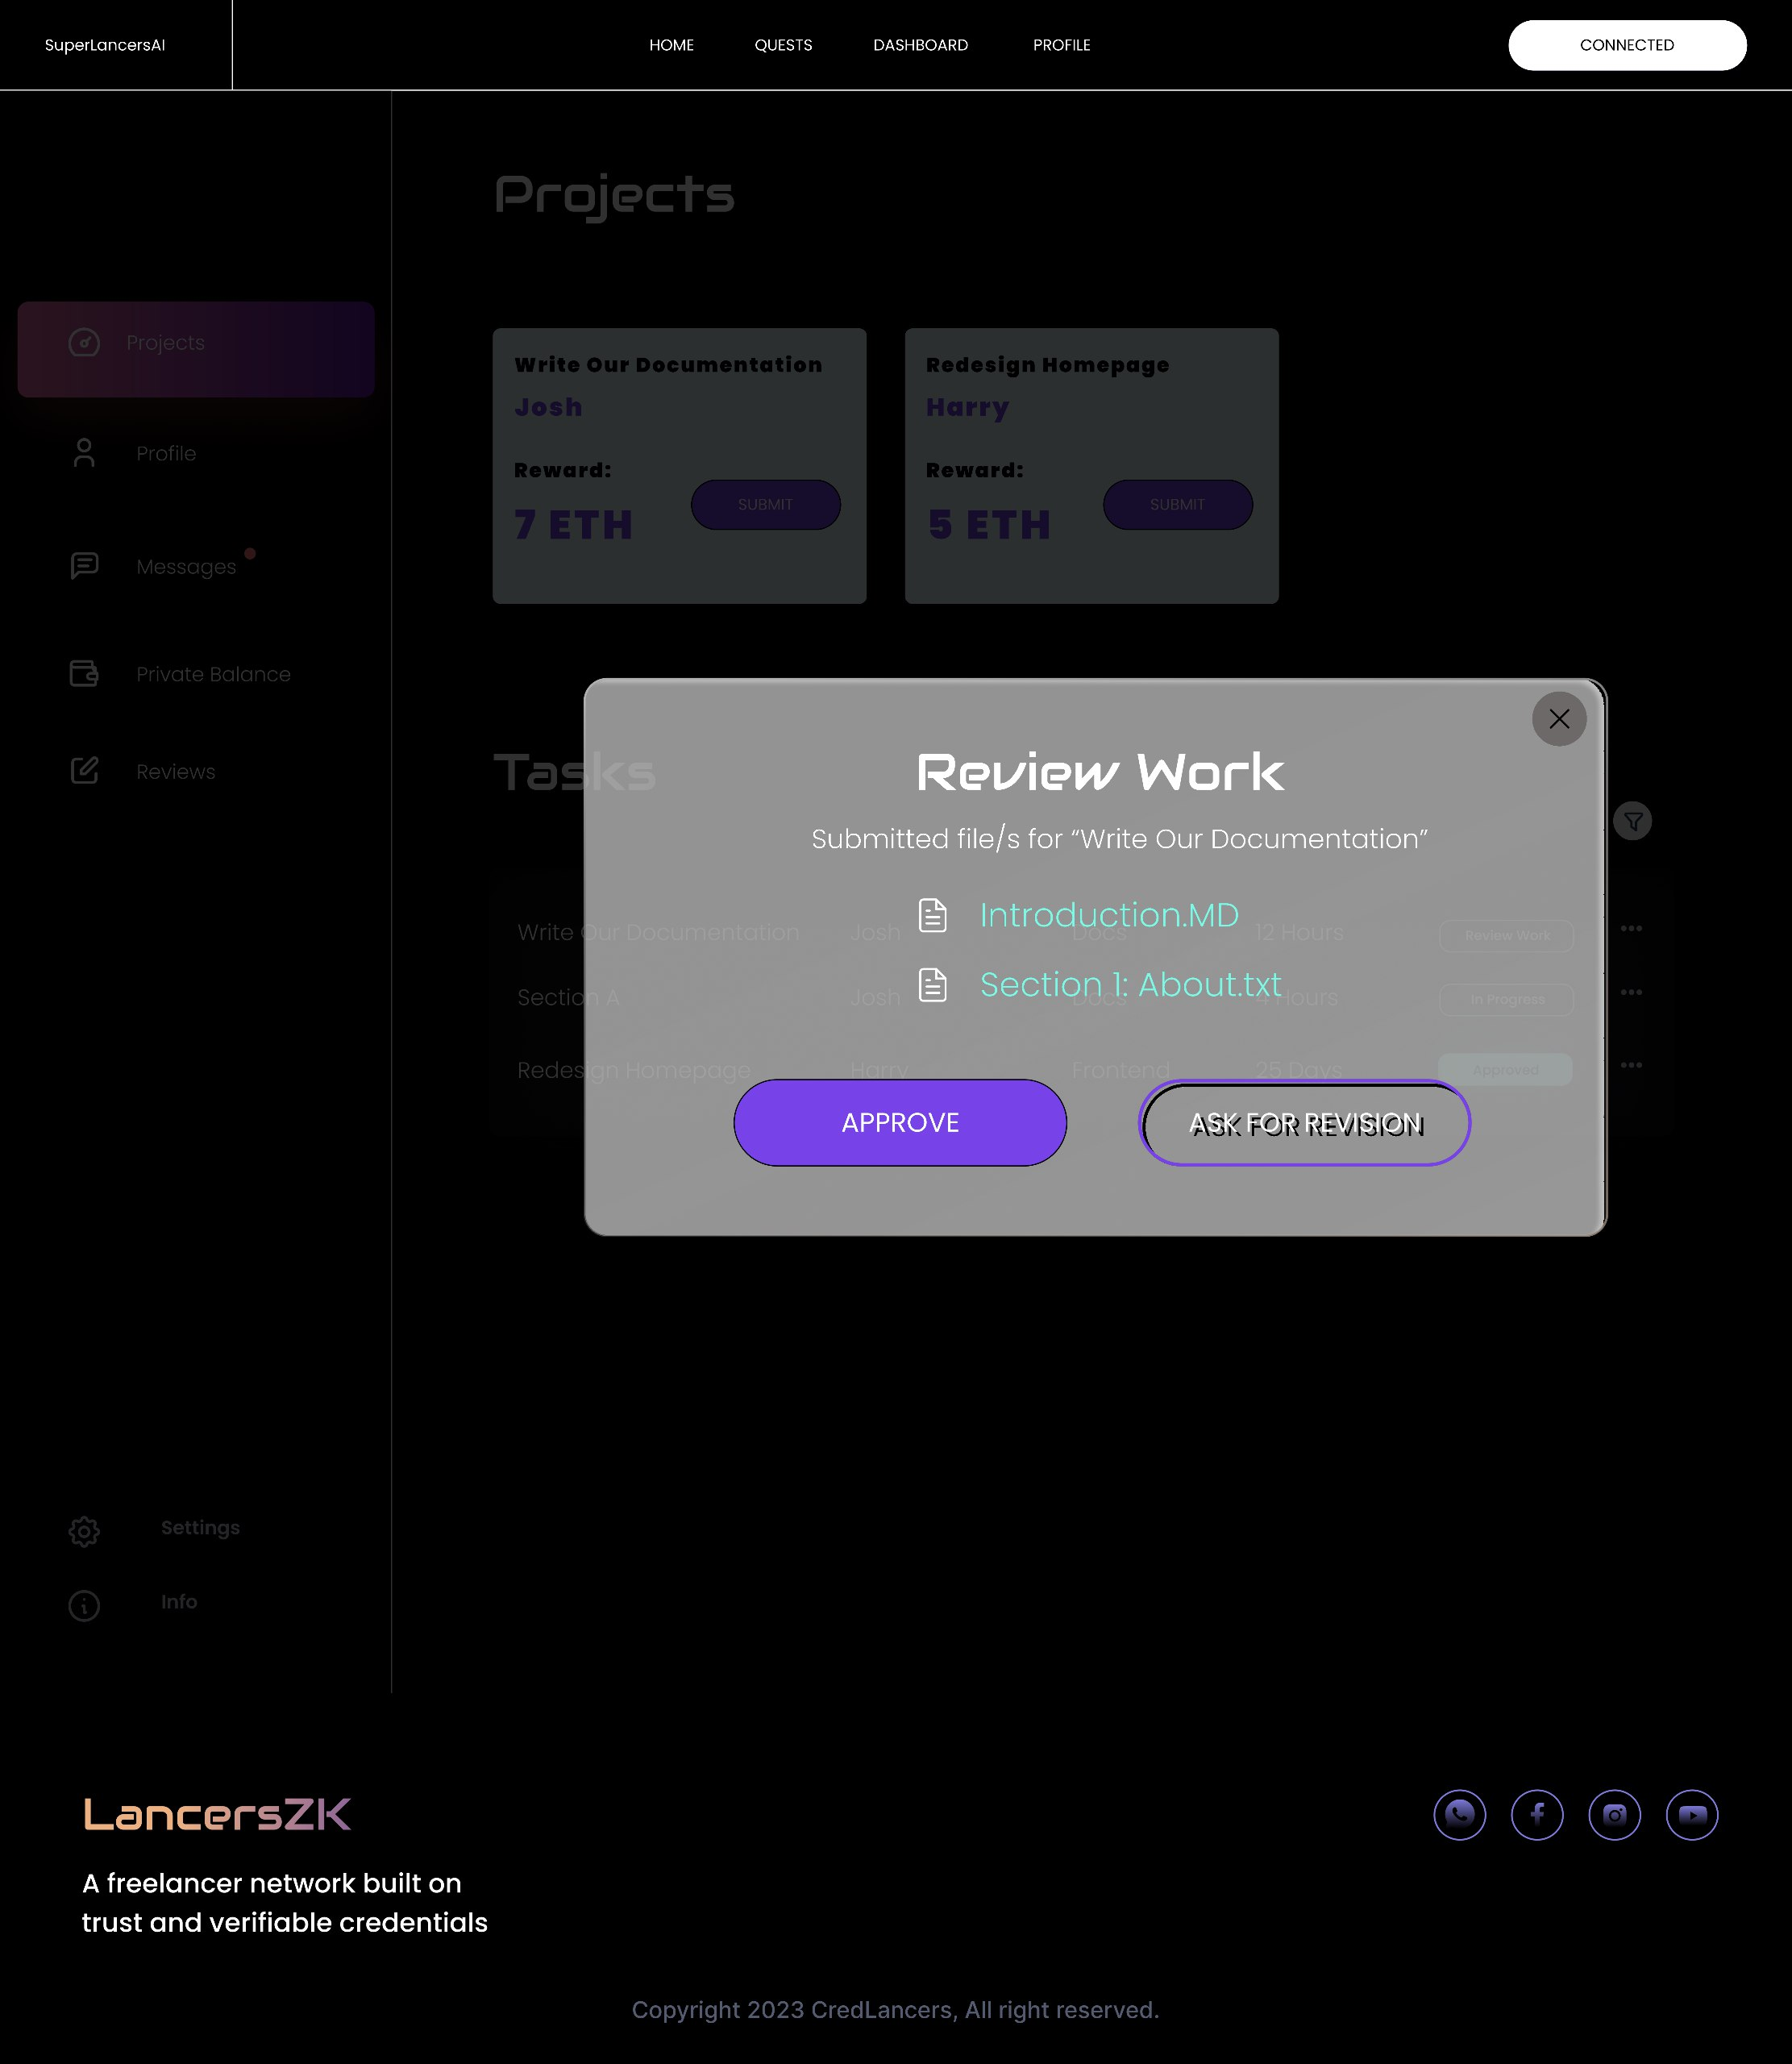 SuperLancersAI
HOME QUESTS DASHBOARD PROFILE
CONNECTED
Projects
Projects
Profile
Messages
Private Balance
Reviews
Settings
Info
Write Our Documentation
Josh
Reward:
7 ETH
SUBMIT
Redesign Homepage
Harry
Reward:
5 ETH
SUBMIT
Tasks
Write Our Documentation Josh Docs 12 Hours Review Work
Section A Josh Docs 4 Hours In Progress
Redesign Homepage Harry Frontend 25 Days Approved
Review Work
Submitted file/s for “Write Our Documentation”
Introduction.MD
Section 1: About.txt
APPROVE
ASK FOR REVISION
LancersZK
A freelancer network built on
trust and verifiable credentials
Copyright 2023 CredLancers, All right reserved.